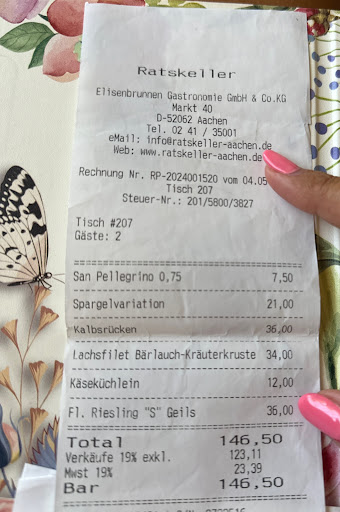 Ratskeller
Elisenbrunnen Gastronomie GmbH & Co.KG
Markt 40
D-52062 Aachen
Tel. 02 41 / 35001
eMail: info@ratskeller-aachen.de
Web: www.ratskeller-aachen.de
Rechnung Nr. RP-2024001520 vom 04.05
Tisch 207
Steuer-Nr.: 201/5800/3827
Tisch #207
Gäste: 2
San Pellegrino 0,75 7,50
Spargelvariation 21,00
Kalbsrücken 36,00
Lachsfilet Bärlauch-Kräuterkruste 34,00
Käseküchlein 12,00
Fl. Riesling "S" Geils 36,00
Total 146,50
Verkäufe 19% exkl. 123,11
Mwst 19% 23,39
Bar 146,50